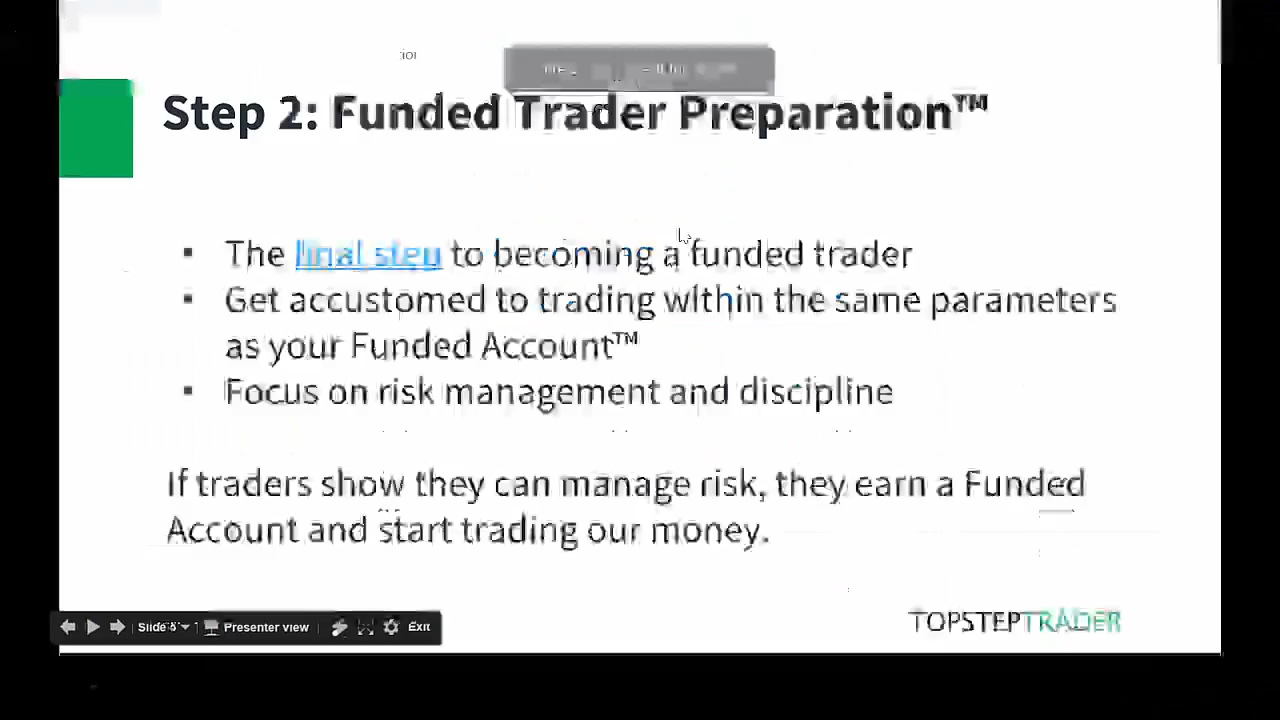 Step 2: Funded Trader Preparation™
▪ The final step to becoming a funded trader
▪ Get accustomed to trading within the same parameters
as your Funded Account™
▪ Focus on risk management and discipline
If traders show they can manage risk, they earn a Funded
Account and start trading our money.
Slide Presenter view Exit
TOPSTEPTRADER